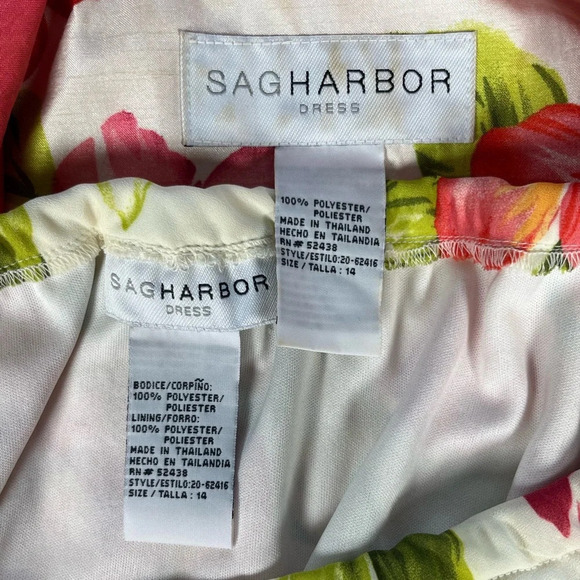 SAGHARBOR
DRESS
100% POLYESTER/
POLIESTER
MADE IN THAILAND
HECHO EN TAILANDIA
RN# 52438
STYLE/ESTILO:20-62416
SIZE / TALLA : 14
SAGHARBOR
DRESS
BODICE/CORPIÑO:
100% POLYESTER/
POLIESTER
LINING/FORRO:
100% POLYESTER/
POLIESTER
MADE IN THAILAND
HECHO EN TAILANDIA
RN# 52438
STYLE/ESTILO:20-62416
SIZE / TALLA : 14